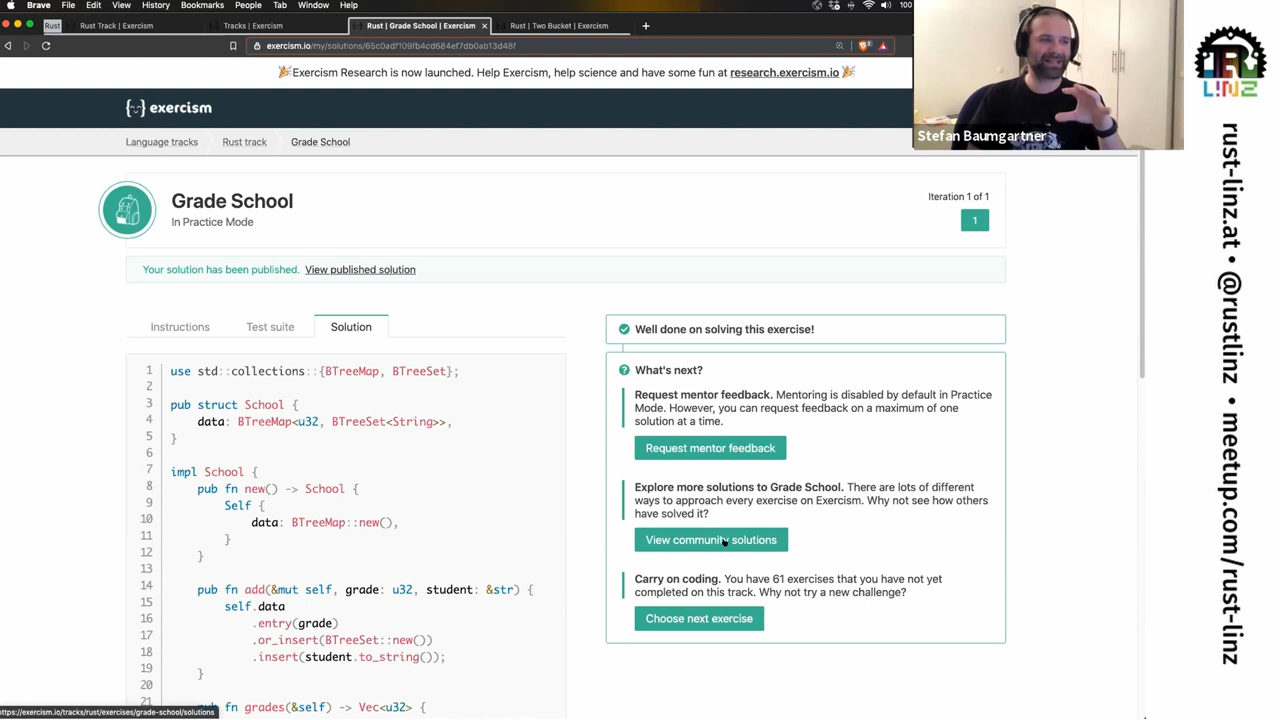 Brave File Edit View History Bookmarks People Tab Window Help 100
Rust Rust Track | Exercism Tracks | Exercism Rust | Grade School | Exercism × Rust | Two Bucket | Exercism +
exercism.io/my/solutions/65c0adf109fb4cd684ef7db0ab13d48f
🎉Exercism Research is now launched. Help Exercism, help science and have some fun at research.exercism.io 🎉
exercism
Language tracks Rust track Grade School
Grade School
In Practice Mode
Iteration 1 of 1
1
Your solution has been published. View published solution
Instructions Test suite Solution
1 use std::collections::{BTreeMap, BTreeSet};
2
3 pub struct School {
4 data: BTreeMap<u32, BTreeSet<String>>,
5 }
6
7 impl School {
8 pub fn new() -> School {
9 Self {
10 data: BTreeMap::new(),
11 }
12 }
13
14 pub fn add(&mut self, grade: u32, student: &str) {
15 self.data
16 .entry(grade)
17 .or_insert(BTreeSet::new())
18 .insert(student.to_string());
19 }
20
21 pub fn grades(&self) -> Vec<u32> {
Well done on solving this exercise!
What's next?
Request mentor feedback. Mentoring is disabled by default in Practice
Mode. However, you can request feedback on a maximum of one
solution at a time.
Request mentor feedback
Explore more solutions to Grade School. There are lots of different
ways to approach every exercise on Exercism. Why not see how others
have solved it?
View community solutions
Carry on coding. You have 61 exercises that you have not yet
completed on this track. Why not try a new challenge?
Choose next exercise
https://exercism.io/tracks/rust/exercises/grade-school/solutions
Stefan Baumgartner
R
L!NZ
rust-linz.at • @rustlinz • meetup.com/rust-linz